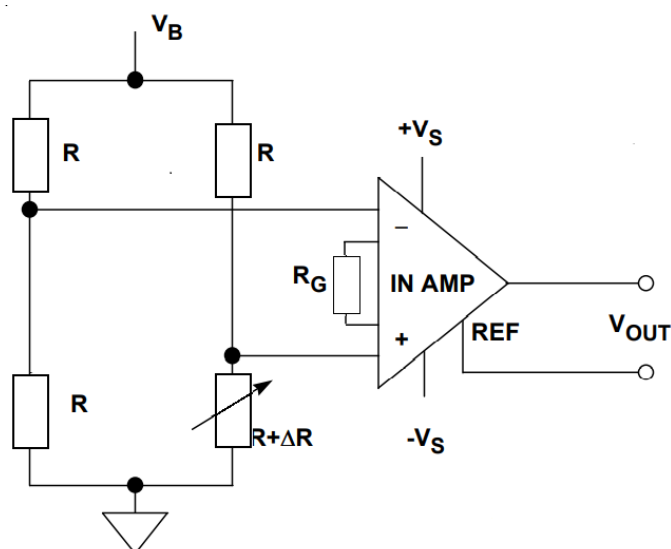 V_B
+V_S
R
R
−
R_G
IN AMP
REF
V_OUT
+
R
R+ΔR
-V_S